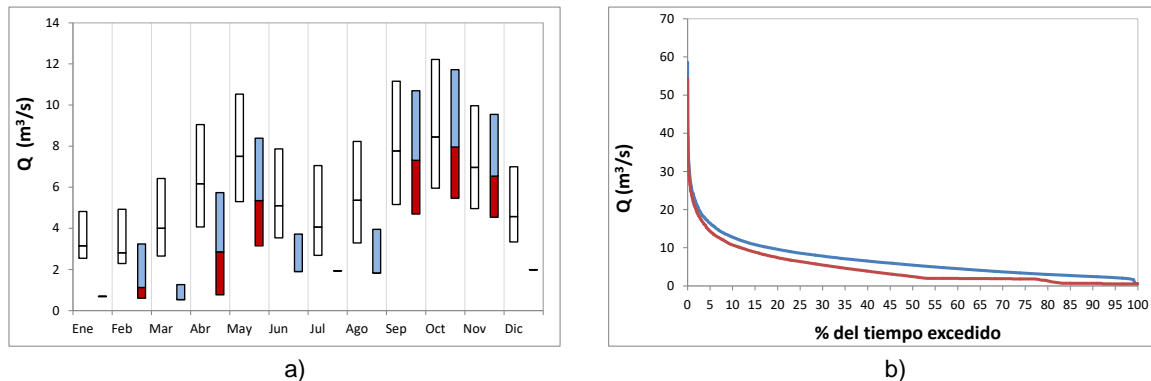 14
12
10
8
6
4
2
0
Q (m³/s)
Ene Feb Mar Abr May Jun Jul Ago Sep Oct Nov Dic
a)
70
60
50
40
30
20
10
0
Q (m³/s)
0 5 10 15 20 25 30 35 40 45 50 55 60 65 70 75 80 85 90 95 100
% del tiempo excedido
b)